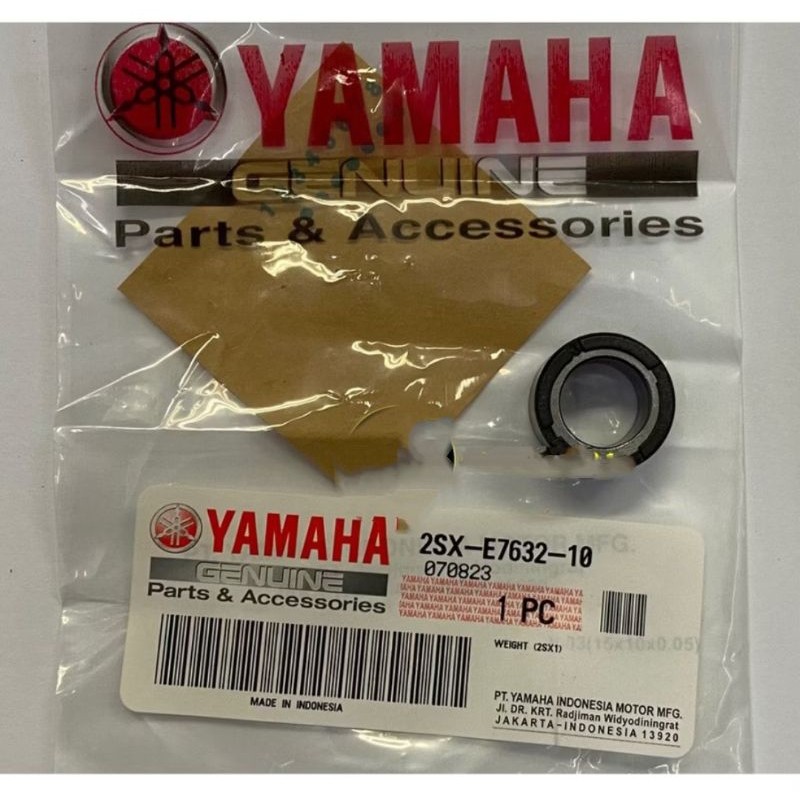 YAMAHA
GENUINE
Parts & Accessories
YAMAHA
GENUINE
Parts & Accessories
2SX-E7632-10
070823
1 PC
WEIGHT (2SX1)
MADE IN INDONESIA
PT. YAMAHA INDONESIA MOTOR MFG.
Jl. DR. KRT. Radjiman Widyodiningrat
JAKARTA-INDONESIA 13920